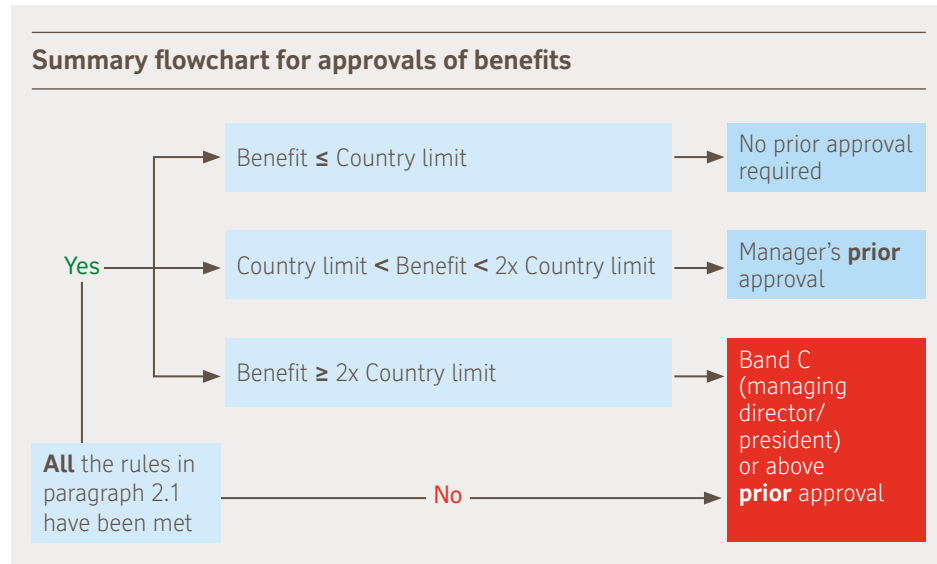 Summary flowchart for approvals of benefits
Benefit ≤ Country limit
No prior approval
required
Yes
Country limit < Benefit < 2x Country limit
Manager's prior
approval
Benefit ≥ 2x Country limit
Band C
(managing
director/
president)
or above
prior approval
All the rules in
paragraph 2.1
have been met
No